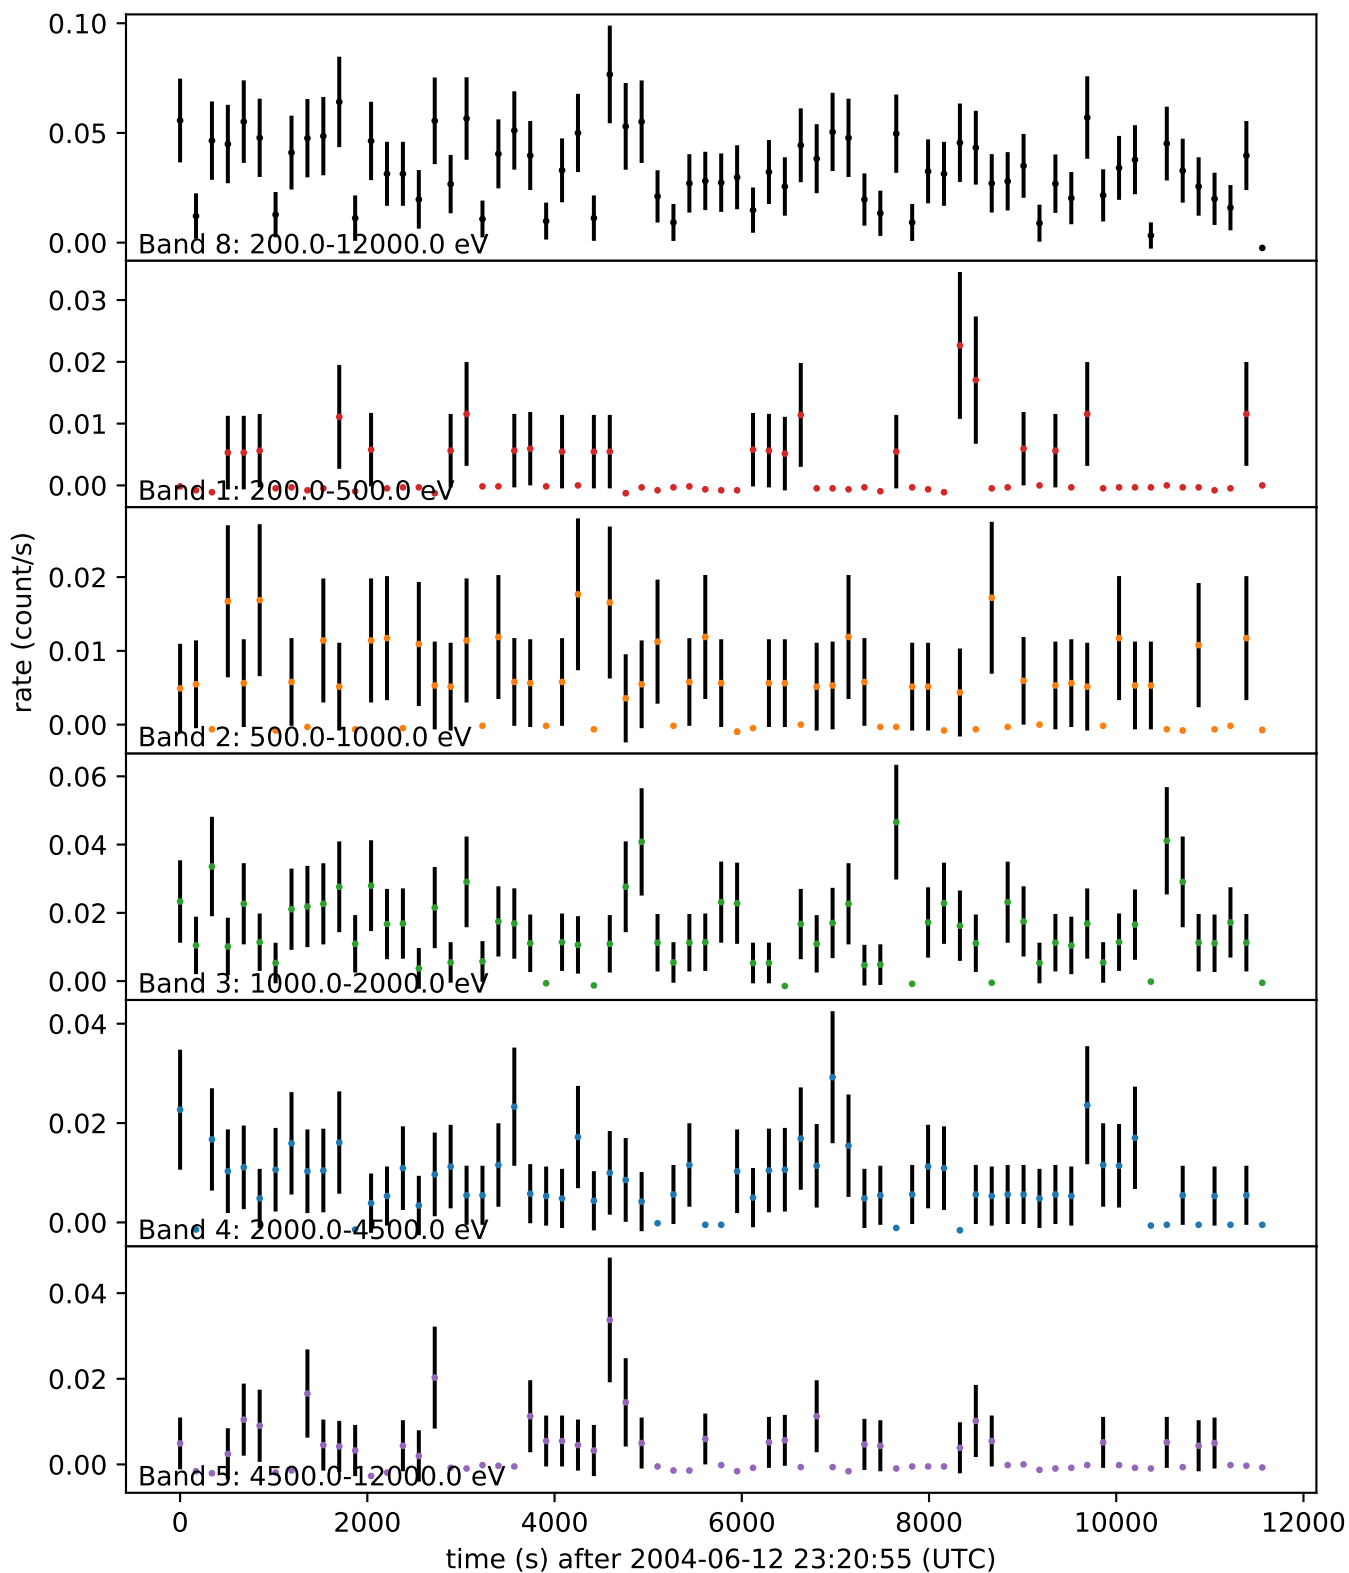 0.10
0.05
0.00
Band 8: 200.0-12000.0 eV
0.03
0.02
0.01
0.00
Band 1: 200.0-500.0 eV
rate (count/s)
0.02
0.01
0.00
Band 2: 500.0-1000.0 eV
0.06
0.04
0.02
0.00
Band 3: 1000.0-2000.0 eV
0.04
0.02
0.00
Band 4: 2000.0-4500.0 eV
0.04
0.02
0.00
Band 5: 4500.0-12000.0 eV
0 2000 4000 6000 8000 10000 12000
time (s) after 2004-06-12 23:20:55 (UTC)